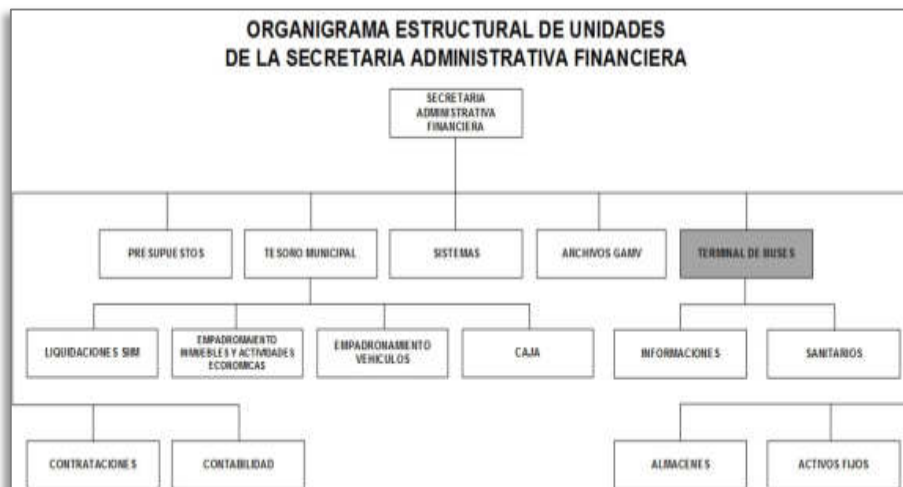 ORGANIGRAMA ESTRUCTURAL DE UNIDADES
DE LA SECRETARIA ADMINISTRATIVA FINANCIERA
SECRETARIA
ADMINISTRATIVA
FINANCIERA
PRESUPUESTOS
TESORO MUNICIPAL
SISTEMAS
ARCHIVOS GAMV
TERMINAL DE BUSES
LIQUIDACIONES SIIM
EMPADRONAMIENTO
INMUEBLES Y ACTIVIDADES
ECONOMICAS
EMPADRONAMIENTO
VEHICULOS
CAJA
INFORMACIONES
SANITARIOS
CONTRATACIONES
CONTABILIDAD
ALMACENES
ACTIVOS FIJOS